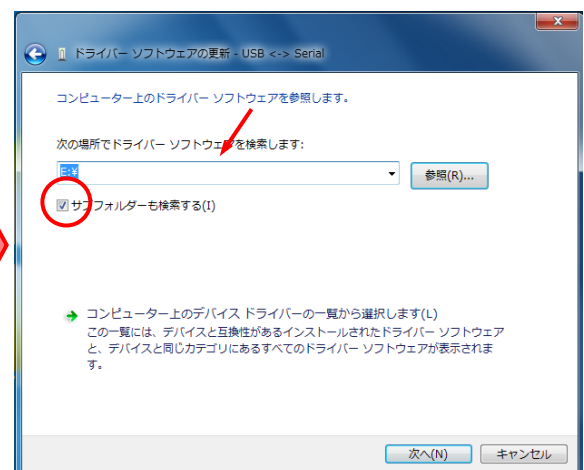 ドライバー ソフトウェアの更新 - USB <-> Serial
コンピューター上のドライバー ソフトウェアを参照します。
次の場所でドライバー ソフトウェアを検索します:
E:¥
参照(R)...
サブフォルダーも検索する(I)
コンピューター上のデバイス ドライバーの一覧から選択します(L)
この一覧には、デバイスと互換性があるインストールされたドライバー ソフトウェア
と、デバイスと同じカテゴリにあるすべてのドライバー ソフトウェアが表示されま
す。
次へ(N)
キャンセル